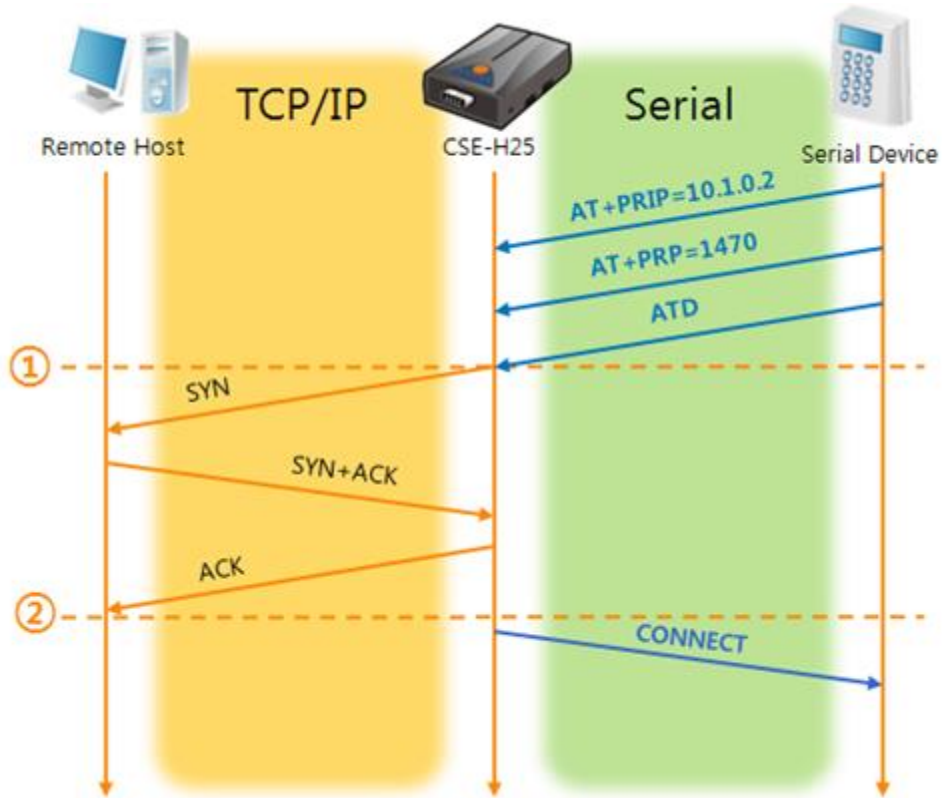 TCP/IP
Serial
Remote Host
CSE-H25
Serial Device
AT+PRIP=10.1.0.2
AT+PRP=1470
ATD
①
SYN
SYN+ACK
ACK
②
CONNECT